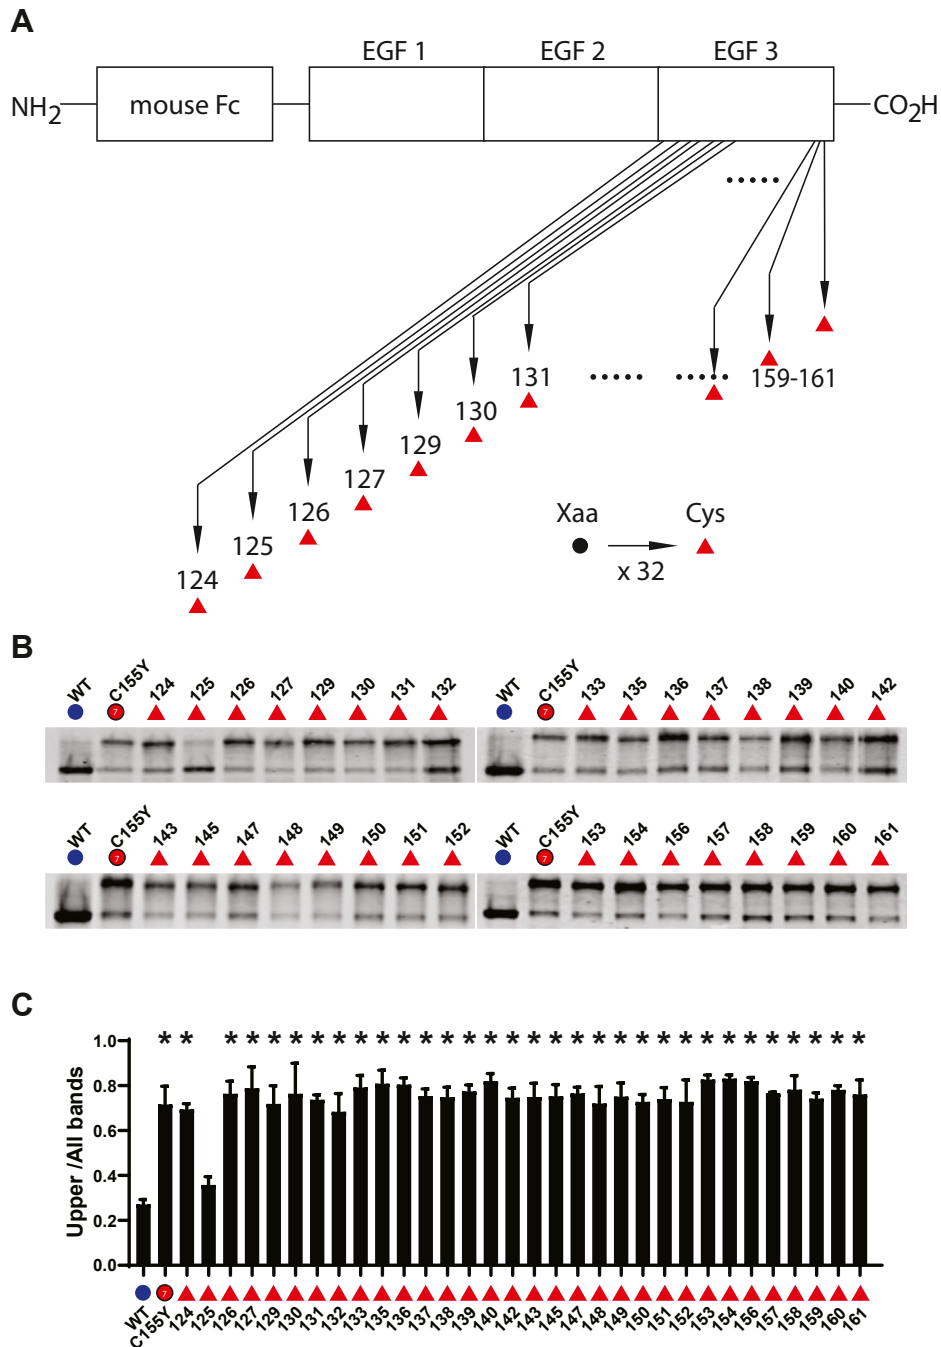 A
EGF 1 EGF 2 EGF 3
NH2 mouse Fc CO2H
.....
131 ..... ..... 159-161
130
129
127
126
125
124
Xaa Cys
x 32
B
WT C155Y 124 125 126 127 129 130 131 132
7
WT C155Y 133 135 136 137 138 139 140 142
7
WT C155Y 143 145 147 148 149 150 151 152
7
WT C155Y 153 154 156 157 158 159 160 161
7
C
* * * * * * * * * * * * * * * * * * * * * * * * * * * * * * * *
Upper /All bands
1.0
0.8
0.6
0.4
0.2
0.0
7
WT C155Y 124 125 126 127 129 130 131 132 133 135 136 137 138 139 140 142 143 145 147 148 149 150 151 152 153 154 156 157 158 159 160 161